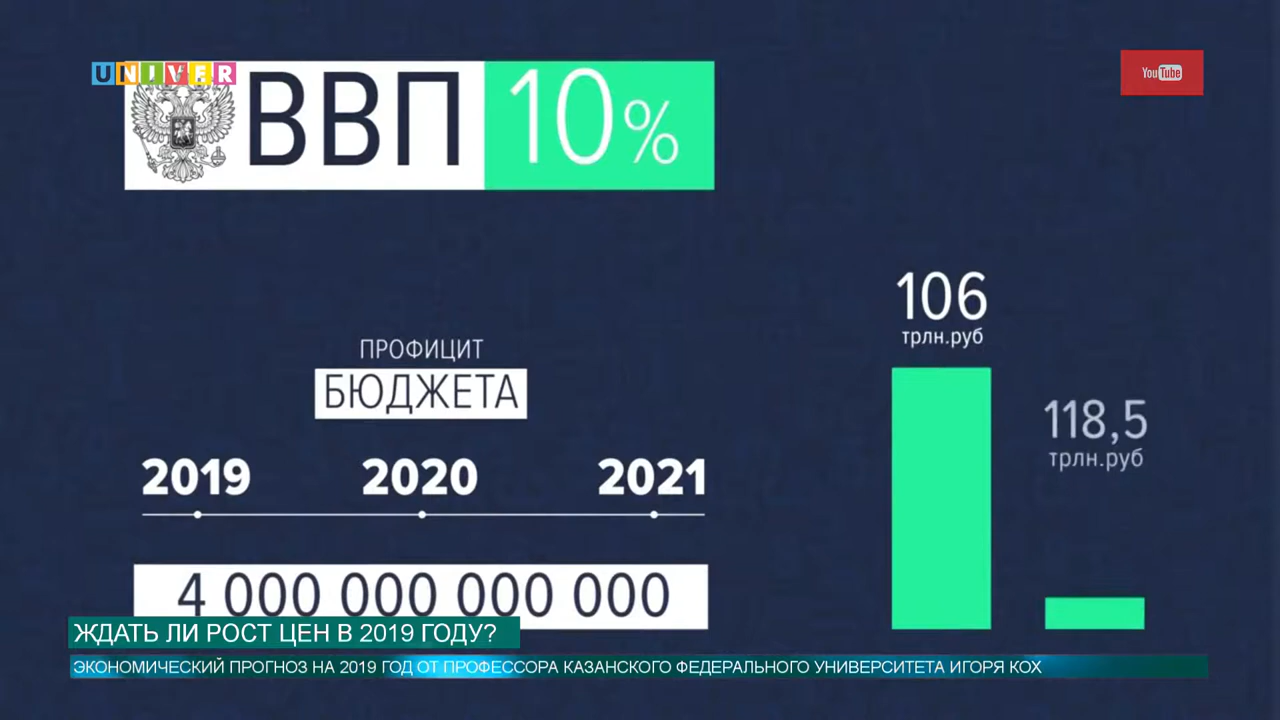 UNIVER
YouTube
ВВП 10%
106
трлн.руб
ПРОФИЦИТ
БЮДЖЕТА
118,5
трлн.руб
2019 2020 2021
4 000 000 000 000
ЖДАТЬ ЛИ РОСТ ЦЕН В 2019 ГОДУ?
ЭКОНОМИЧЕСКИЙ ПРОГНОЗ НА 2019 ГОД ОТ ПРОФЕССОРА КАЗАНСКОГО ФЕДЕРАЛЬНОГО УНИВЕРСИТЕТА ИГОРЯ КОХ